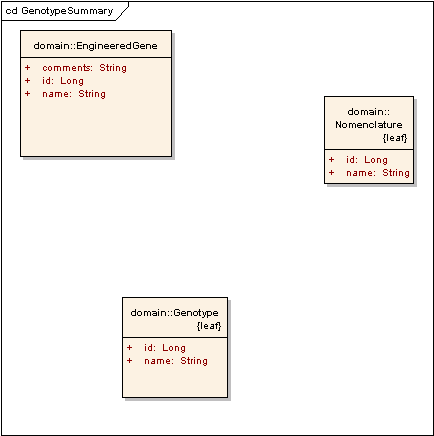 cd GenotypeSummary
domain::EngineeredGene
+ comments: String
+ id: Long
+ name: String
domain::
Nomenclature
{leaf}
+ id: Long
+ name: String
domain::Genotype
{leaf}
+ id: Long
+ name: String